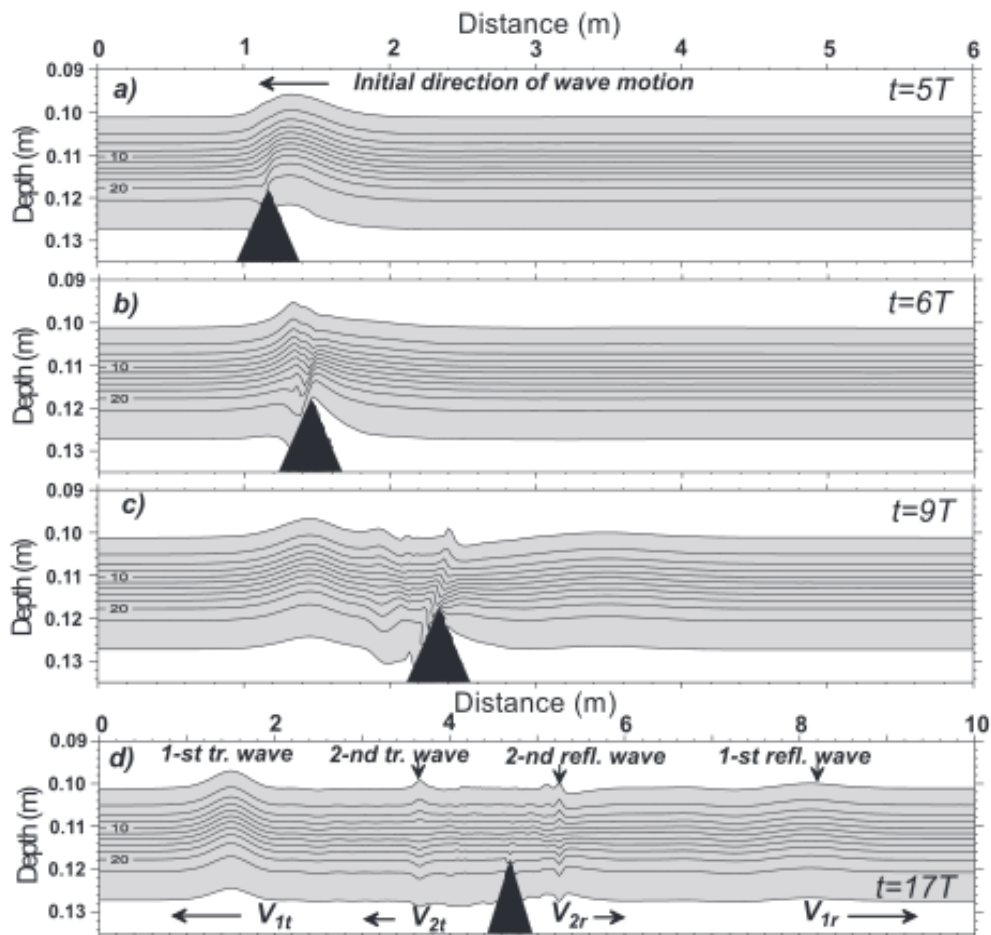 Distance (m)
0 1 2 3 4 5 6
a) Initial direction of wave motion t=5T
0.09
0.10
0.11
0.12
0.13
Depth (m)
10
20
b) t=6T
0.09
0.10
0.11
0.12
0.13
Depth (m)
10
20
c) t=9T
0.09
0.10
0.11
0.12
0.13
Depth (m)
10
20
Distance (m)
0 2 4 6 8 10
d) 1-st tr. wave 2-nd tr. wave 2-nd refl. wave 1-st refl. wave
0.09
0.10
0.11
0.12
0.13
Depth (m)
10
20
t=17T
V1t V2t V2r V1r